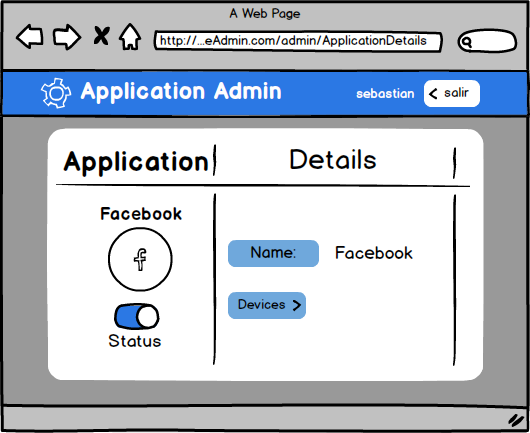 A Web Page
http://...eAdmin.com/admin/ApplicationDetails
Application Admin
sebastian
salir
Application
Details
Facebook
f
Status
Name:
Facebook
Devices